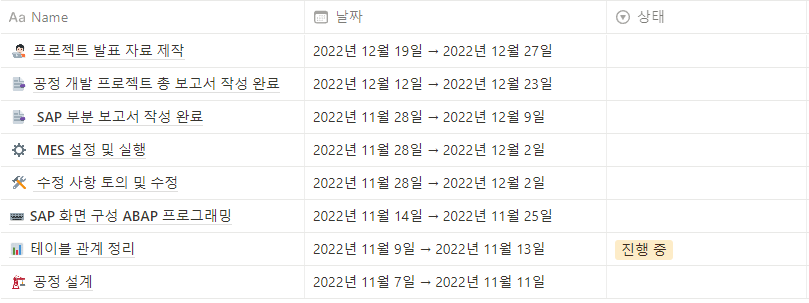 Aa Name 날짜 상태
프로젝트 발표 자료 제작 2022년 12월 19일 → 2022년 12월 27일
공정 개발 프로젝트 총 보고서 작성 완료 2022년 12월 12일 → 2022년 12월 23일
SAP 부분 보고서 작성 완료 2022년 11월 28일 → 2022년 12월 9일
MES 설정 및 실행 2022년 11월 28일 → 2022년 12월 2일
수정 사항 토의 및 수정 2022년 11월 28일 → 2022년 12월 2일
SAP 화면 구성 ABAP 프로그래밍 2022년 11월 14일 → 2022년 11월 25일
테이블 관계 정리 2022년 11월 9일 → 2022년 11월 13일 진행 중
공정 설계 2022년 11월 7일 → 2022년 11월 11일